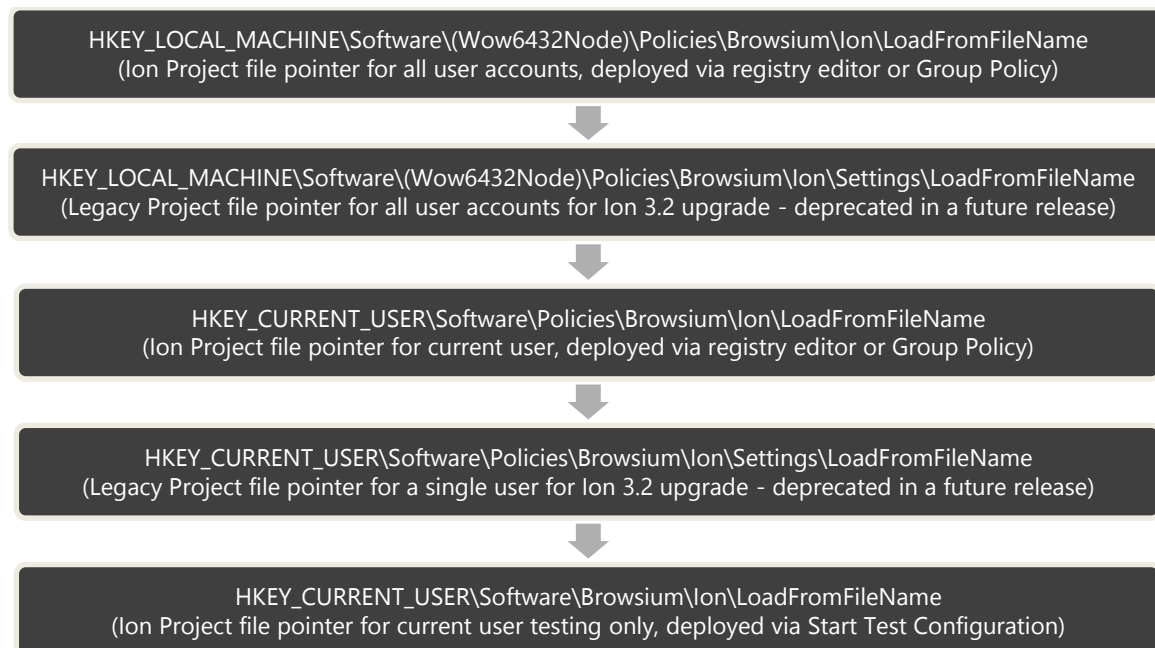 HKEY_LOCAL_MACHINE\Software\(Wow6432Node)\Policies\Browsium\Ion\LoadFromFileName
(Ion Project file pointer for all user accounts, deployed via registry editor or Group Policy)
HKEY_LOCAL_MACHINE\Software\(Wow6432Node)\Policies\Browsium\Ion\Settings\LoadFromFileName
(Legacy Project file pointer for all user accounts for Ion 3.2 upgrade - deprecated in a future release)
HKEY_CURRENT_USER\Software\Policies\Browsium\Ion\LoadFromFileName
(Ion Project file pointer for current user, deployed via registry editor or Group Policy)
HKEY_CURRENT_USER\Software\Policies\Browsium\Ion\Settings\LoadFromFileName
(Legacy Project file pointer for a single user for Ion 3.2 upgrade - deprecated in a future release)
HKEY_CURRENT_USER\Software\Browsium\Ion\LoadFromFileName
(Ion Project file pointer for current user testing only, deployed via Start Test Configuration)